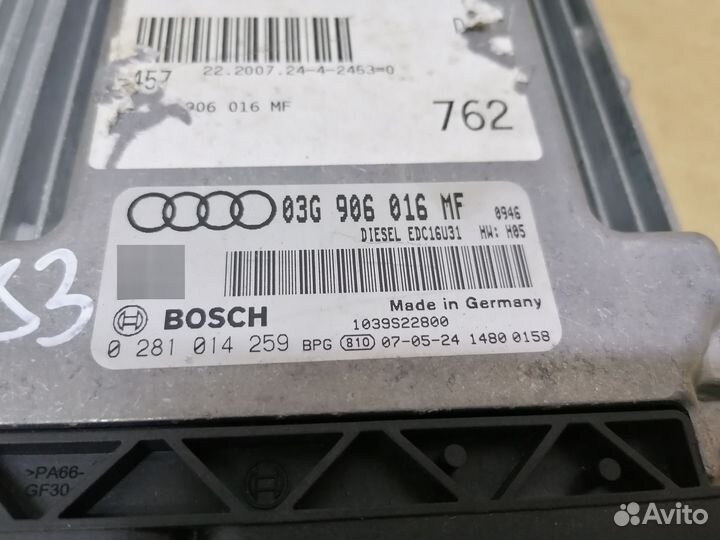 457 22.2007.24-4-2453=0
906 016 MF
762
03G 906 016 MF 0946
DIESEL EDC16U31 HW: H05
Made in Germany
BOSCH 1039S22800
0 281 014 259 BPG 810 07-05-24 1480 0158
53
>PA66-
GF30
Avito